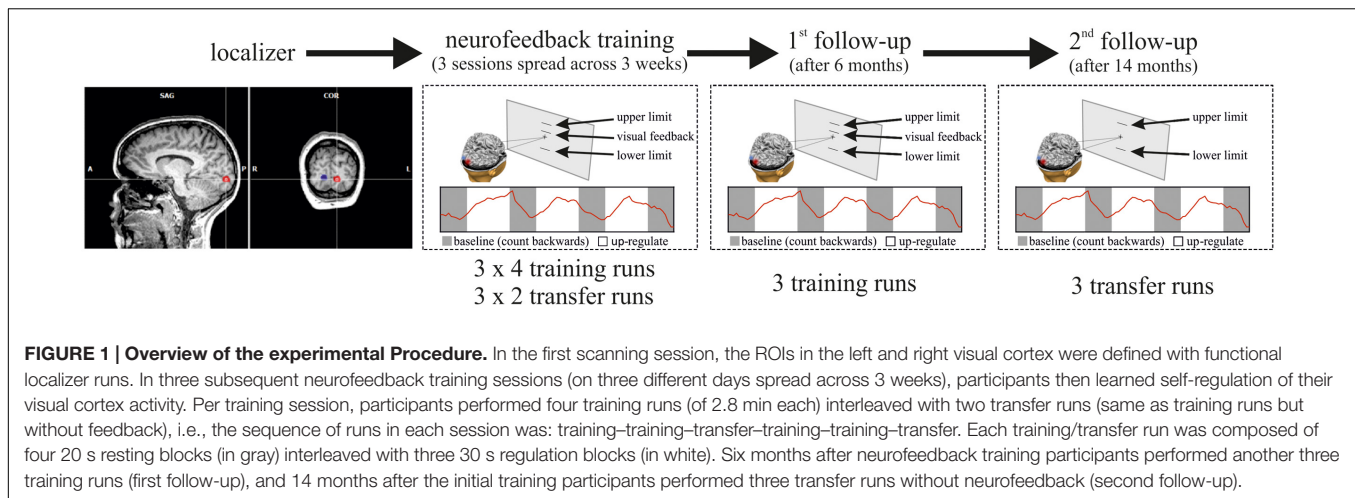 localizer
neurofeedback training
(3 sessions spread across 3 weeks)
1st follow-up
(after 6 months)
2nd follow-up
(after 14 months)
SAG
A
P
COR
R
L
upper limit
visual feedback
lower limit
baseline (count backwards) up-regulate
3 x 4 training runs
3 x 2 transfer runs
upper limit
visual feedback
lower limit
baseline (count backwards) up-regulate
3 training runs
upper limit
lower limit
baseline (count backwards) up-regulate
3 transfer runs
FIGURE 1 | Overview of the experimental Procedure. In the first scanning session, the ROIs in the left and right visual cortex were defined with functional
localizer runs. In three subsequent neurofeedback training sessions (on three different days spread across 3 weeks), participants then learned self-regulation of their
visual cortex activity. Per training session, participants performed four training runs (of 2.8 min each) interleaved with two transfer runs (same as training runs but
without feedback), i.e., the sequence of runs in each session was: training–training–transfer–training–training–transfer. Each training/transfer run was composed of
four 20 s resting blocks (in gray) interleaved with three 30 s regulation blocks (in white). Six months after neurofeedback training participants performed another three
training runs (first follow-up), and 14 months after the initial training participants performed three transfer runs without neurofeedback (second follow-up).